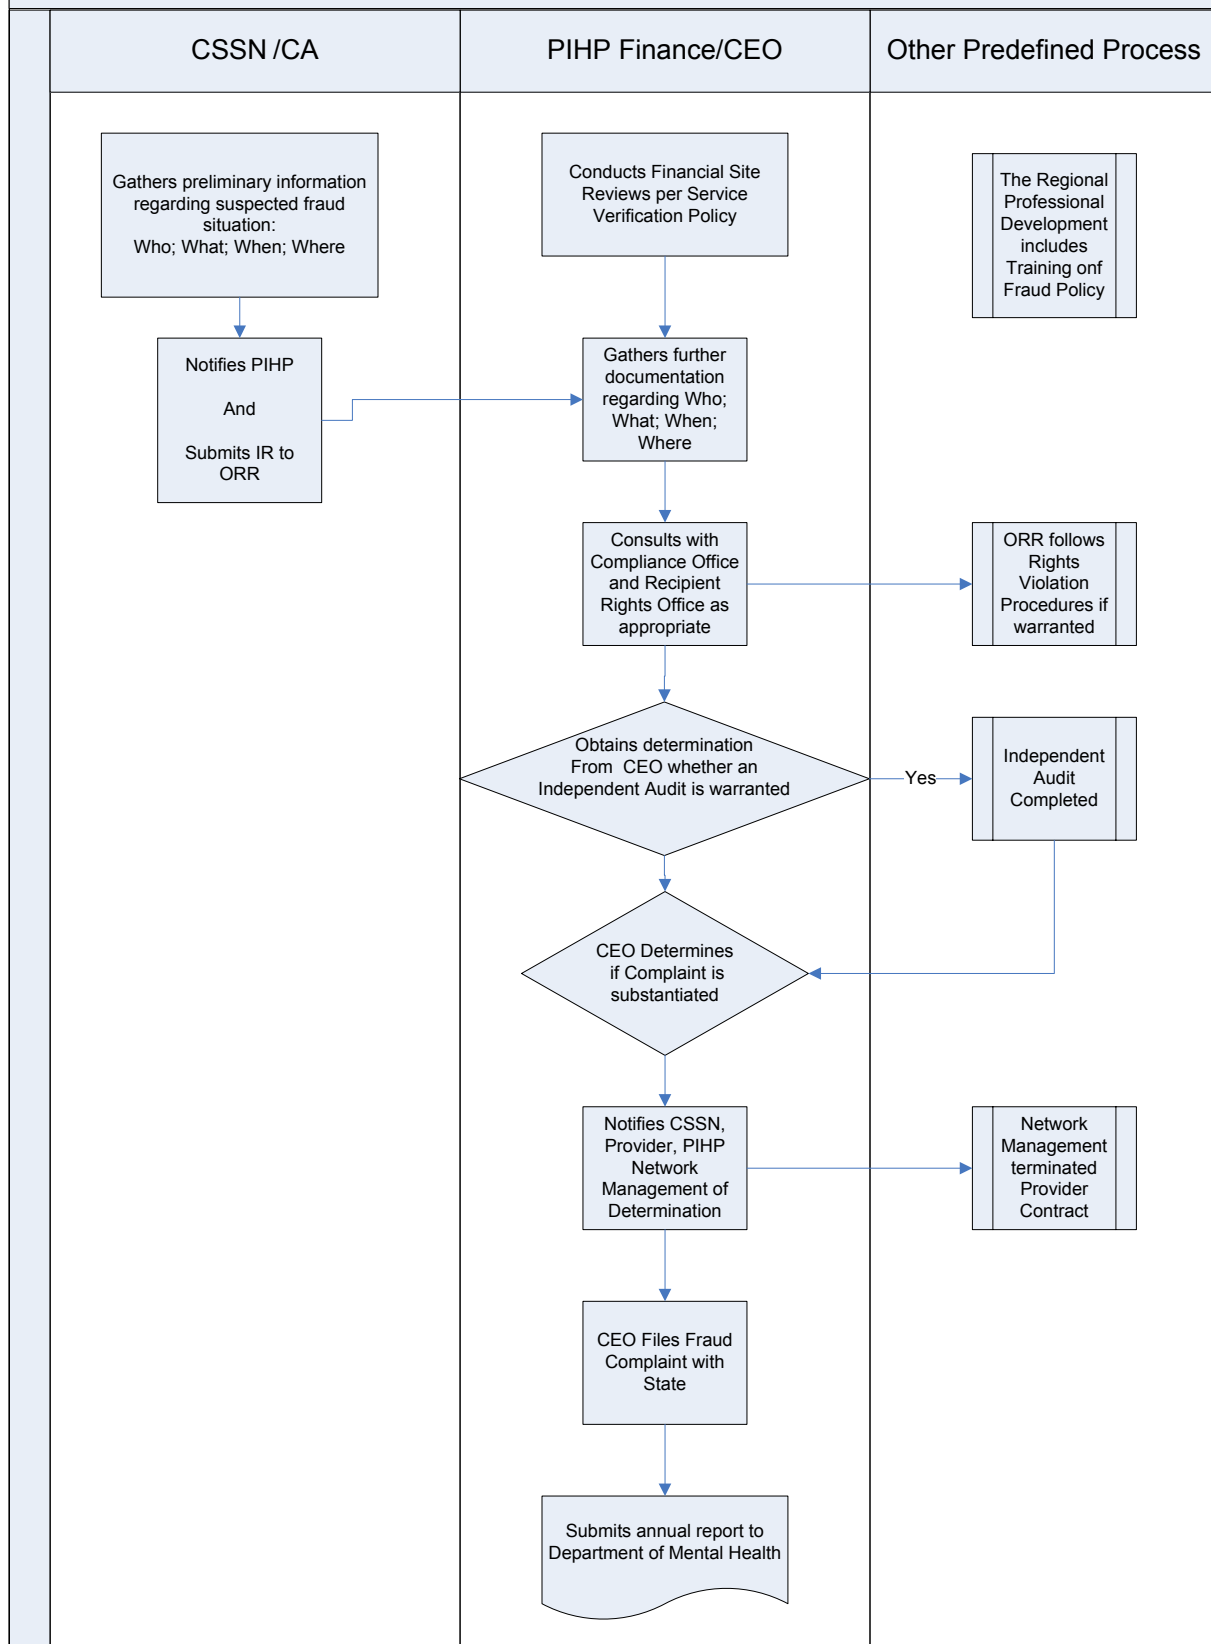 CSSN /CA
PIHP Finance/CEO
Other Predefined Process
Gathers preliminary information
regarding suspected fraud
situation:
Who; What; When; Where
Conducts Financial Site
Reviews per Service
Verification Policy
The Regional
Professional
Development
includes
Training onf
Fraud Policy
Notifies PIHP
And
Submits IR to
ORR
Gathers further
documentation
regarding Who;
What; When;
Where
Consults with
Compliance Office
and Recipient
Rights Office as
appropriate
ORR follows
Rights
Violation
Procedures if
warranted
Obtains determination
From  CEO whether an
Independent Audit is warranted
Yes
Independent
Audit
Completed
CEO Determines
if Complaint is
substantiated
Notifies CSSN,
Provider, PIHP
Network
Management of
Determination
Network
Management
terminated
Provider
Contract
CEO Files Fraud
Complaint with
State
Submits annual report to
Department of Mental Health